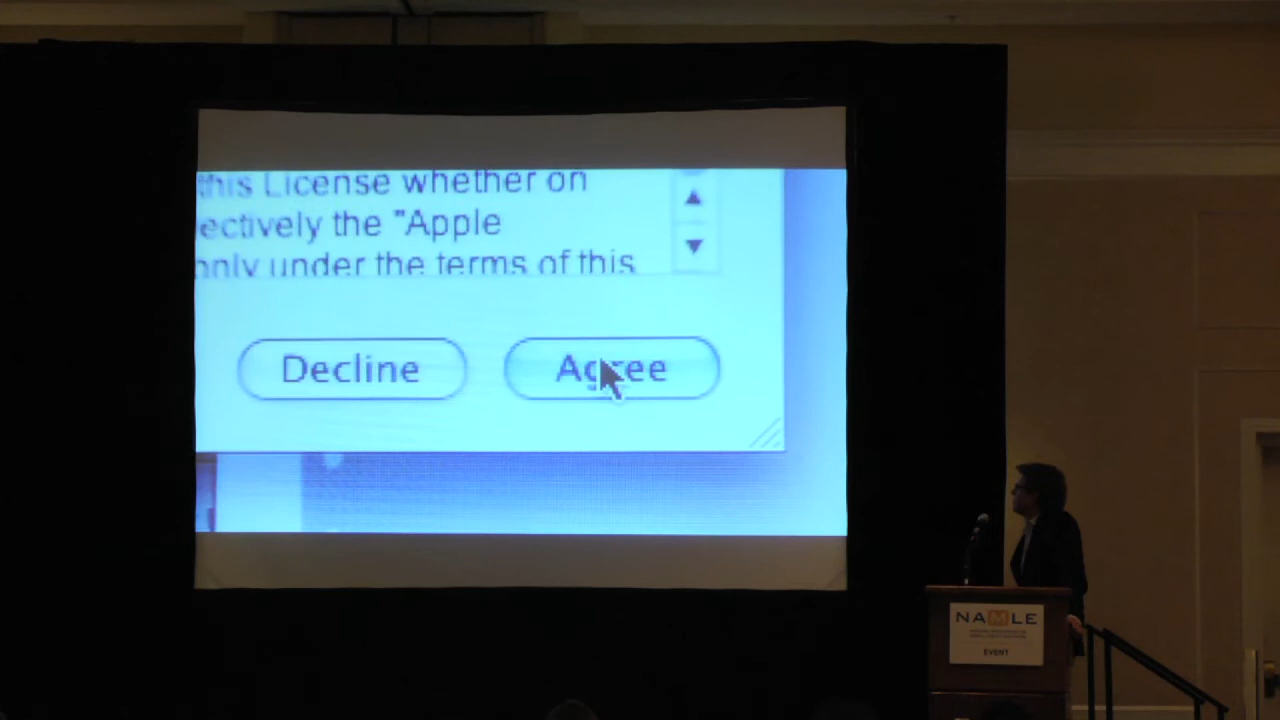 this License whether on
ectively the "Apple
only under the terms of this
Decline
Agree
NAMLE
EVENT